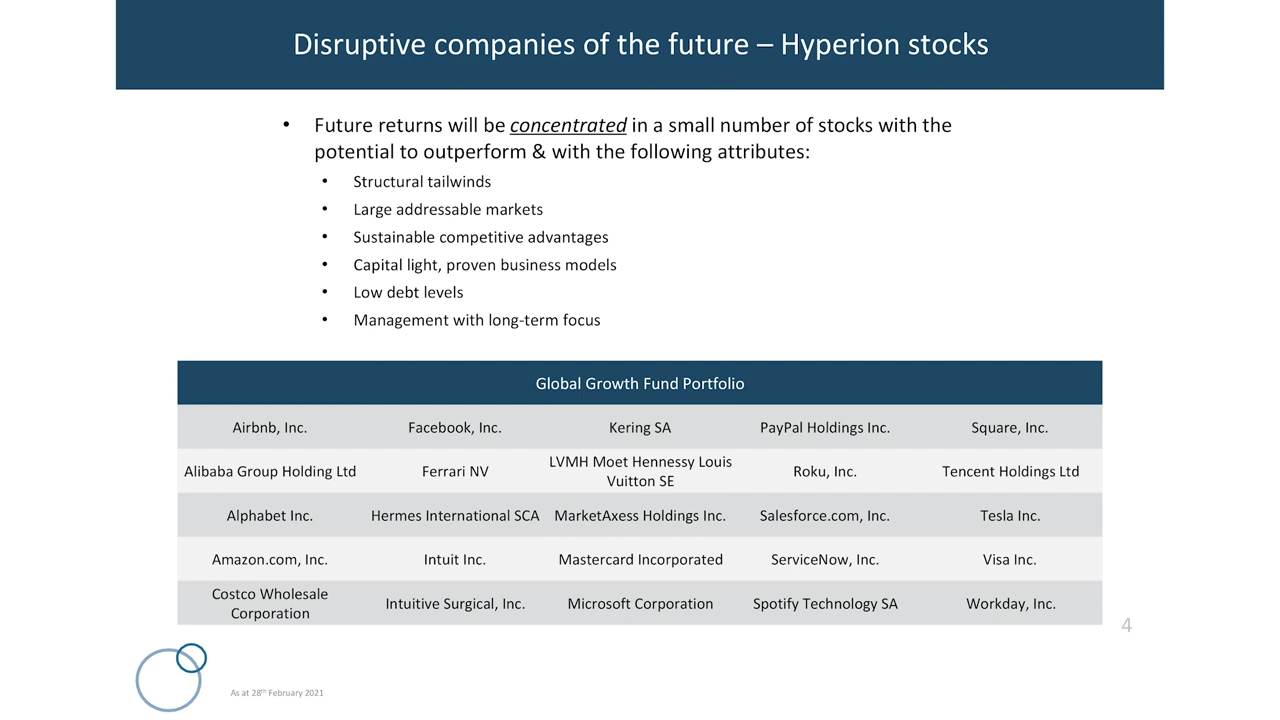 Disruptive companies of the future – Hyperion stocks
• Future returns will be concentrated in a small number of stocks with the
potential to outperform & with the following attributes:
• Structural tailwinds
• Large addressable markets
• Sustainable competitive advantages
• Capital light, proven business models
• Low debt levels
• Management with long-term focus
Global Growth Fund Portfolio
Airbnb, Inc. Facebook, Inc. Kering SA PayPal Holdings Inc. Square, Inc.
Alibaba Group Holding Ltd Ferrari NV LVMH Moet Hennessy Louis
Vuitton SE Roku, Inc. Tencent Holdings Ltd
Alphabet Inc. Hermes International SCA MarketAxess Holdings Inc. Salesforce.com, Inc. Tesla Inc.
Amazon.com, Inc. Intuit Inc. Mastercard Incorporated ServiceNow, Inc. Visa Inc.
Costco Wholesale
Corporation Intuitive Surgical, Inc. Microsoft Corporation Spotify Technology SA Workday, Inc.
4
As at 28th February 2021